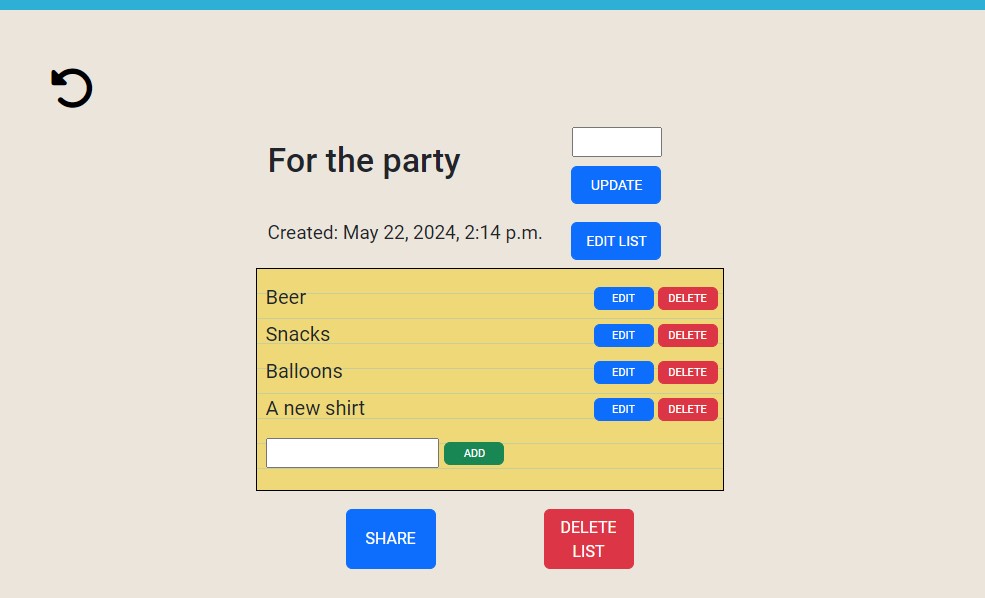 For the party
UPDATE
Created: May 22, 2024, 2:14 p.m.
EDIT LIST
Beer
EDIT
DELETE
Snacks
EDIT
DELETE
Balloons
EDIT
DELETE
A new shirt
EDIT
DELETE
ADD
SHARE
DELETE
LIST